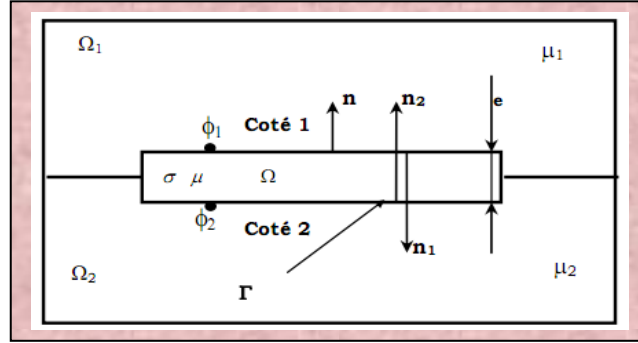 Ω₁ μ₁
n n₂ e
ϕ₁ Coté 1
σ μ Ω
ϕ₂ Coté 2
n₁
Ω₂ μ₂
Γ